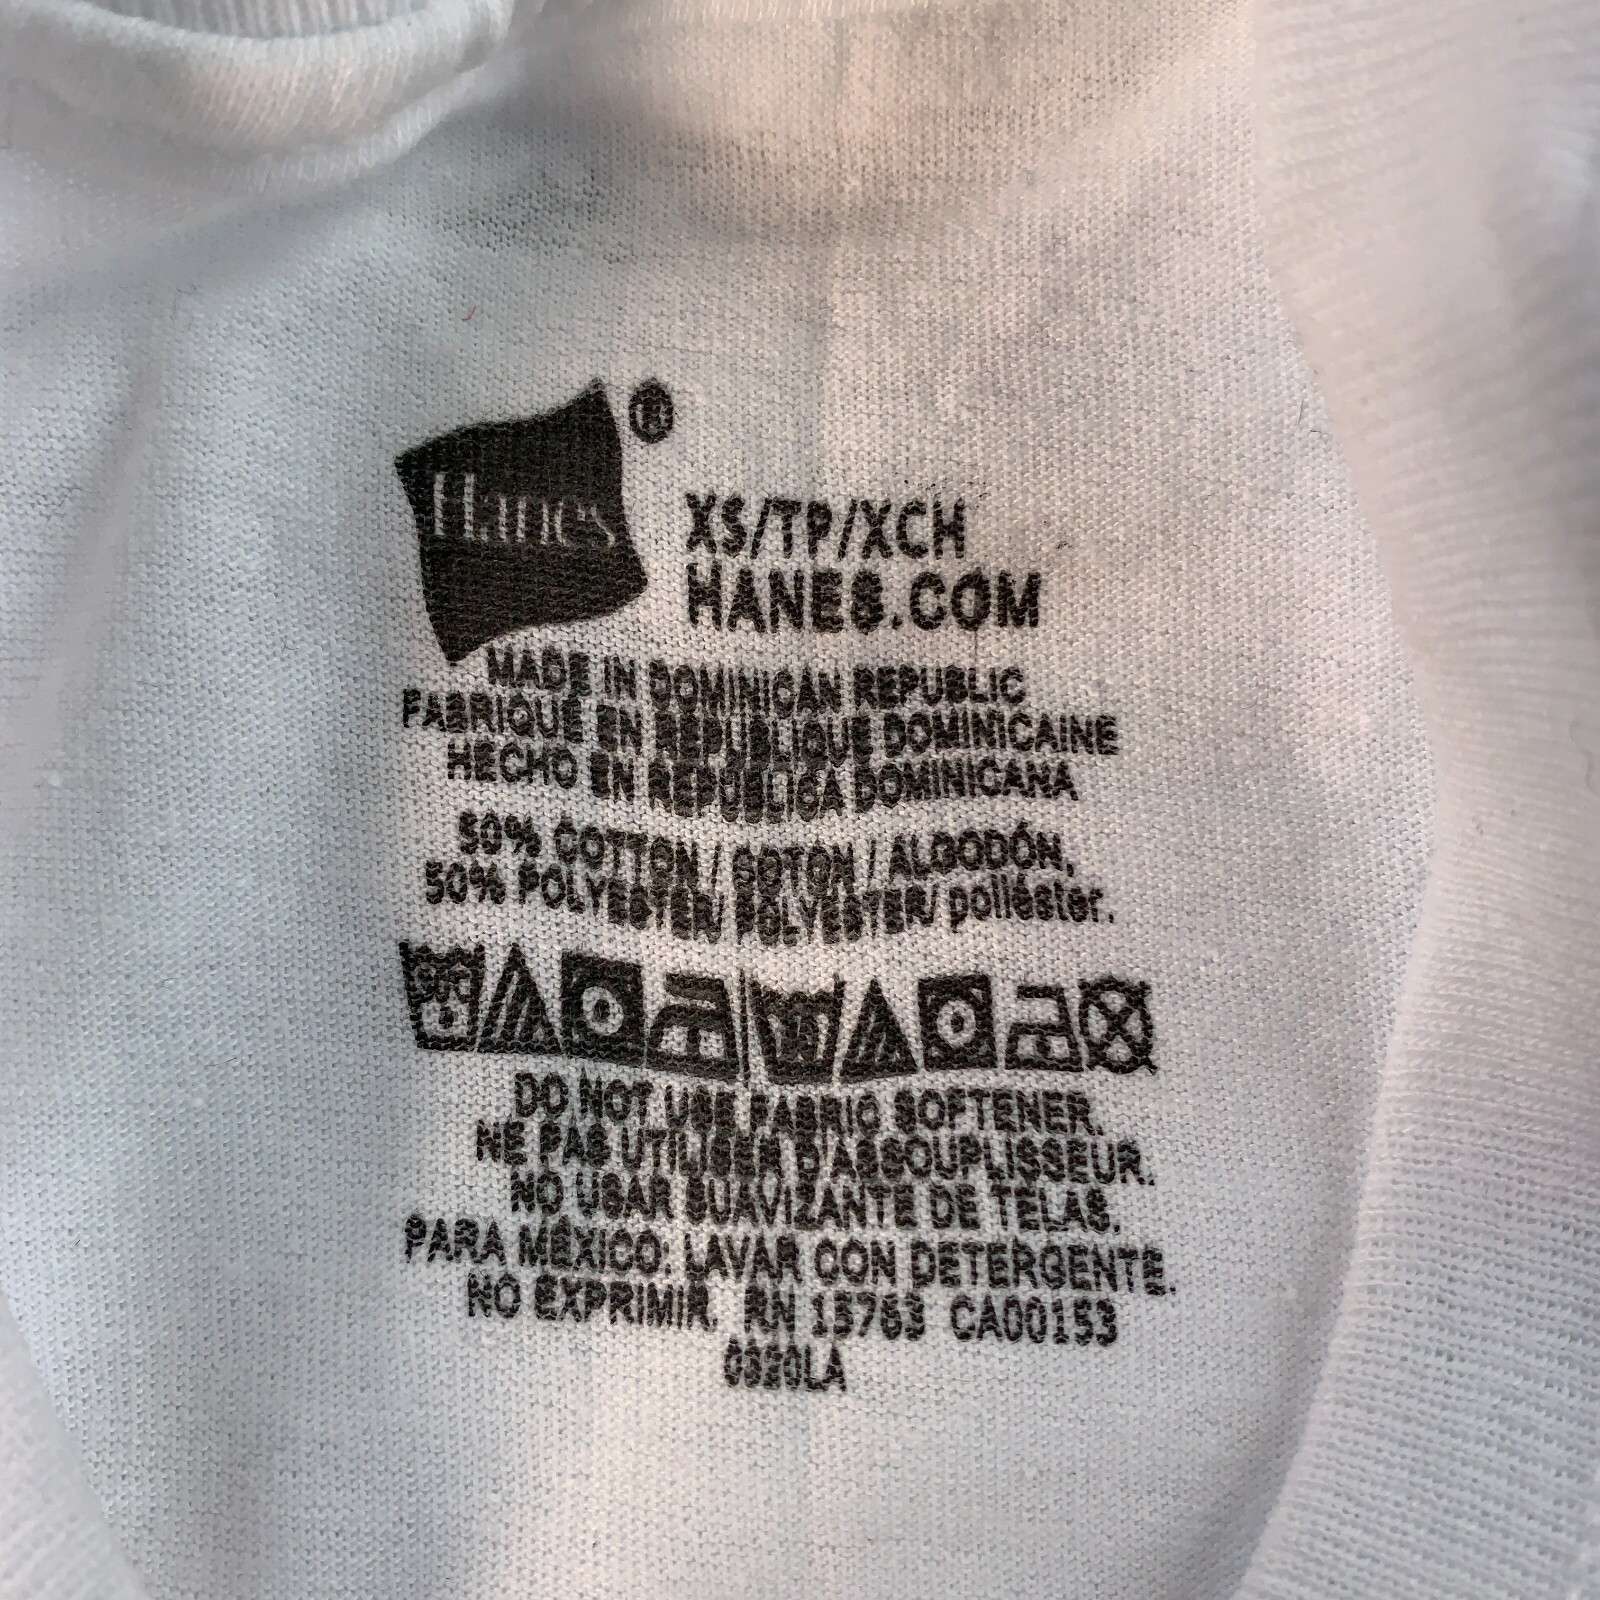 Hanes ®
XS/TP/XCH
HANES.COM
MADE IN DOMINICAN REPUBLIC
FABRIQUÉ EN RÉPUBLIQUE DOMINICAINE
HECHO EN REPÚBLICA DOMINICANA
50% COTTON / COTON / ALGODÓN,
50% POLYESTER/ POLYESTER/ poliéster.
DO NOT USE FABRIC SOFTENER.
NE PAS UTILISER D'ASSOUPLISSEUR.
NO USAR SUAVIZANTE DE TELAS.
PARA MÉXICO: LAVAR CON DETERGENTE.
NO EXPRIMIR. RN 15763 CA00153
0820LA